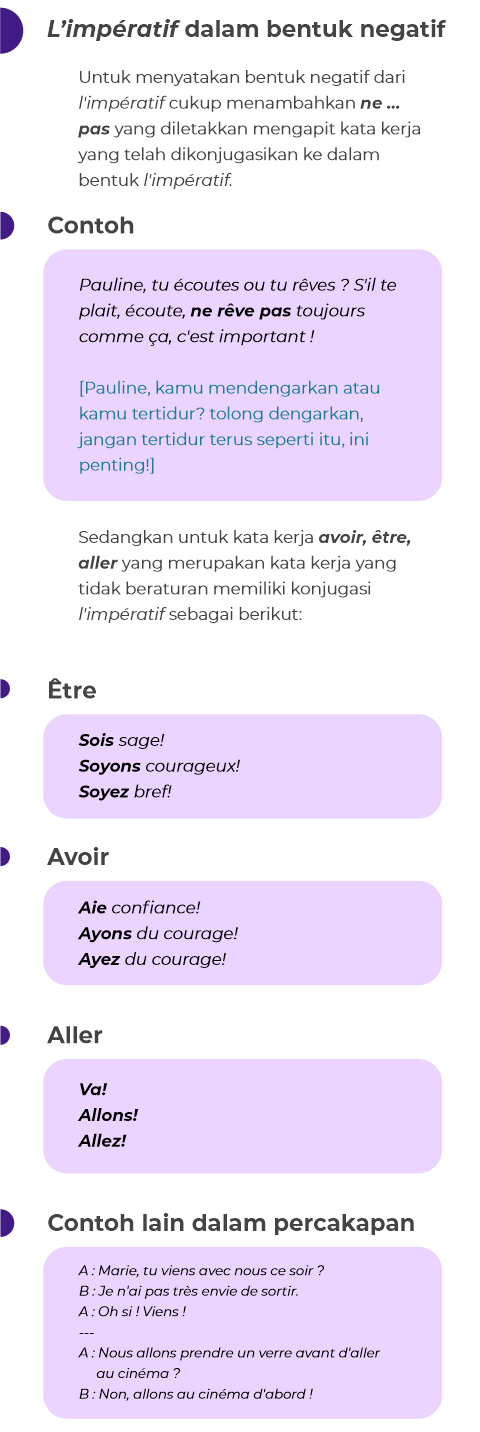 L'impératif dalam bentuk negatif
Untuk menyatakan bentuk negatif dari
l'impératif cukup menambahkan ne ...
pas yang diletakkan mengapit kata kerja
yang telah dikonjugasikan ke dalam
bentuk l'impératif.
Contoh
Pauline, tu écoutes ou tu rêves ? S'il te
plait, écoute, ne rêve pas toujours
comme ça, c'est important !
[Pauline, kamu mendengarkan atau
kamu tertidur? tolong dengarkan,
jangan tertidur terus seperti itu, ini
penting!]
Sedangkan untuk kata kerja avoir, être,
aller yang merupakan kata kerja yang
tidak beraturan memiliki konjugasi
l'impératif sebagai berikut:
Être
Sois sage!
Soyons courageux!
Soyez bref!
Avoir
Aie confiance!
Ayons du courage!
Ayez du courage!
Aller
Va!
Allons!
Allez!
Contoh lain dalam percakapan
A : Marie, tu viens avec nous ce soir ?
B : Je n'ai pas très envie de sortir.
A : Oh si ! Viens !
---
A : Nous allons prendre un verre avant d'aller
au cinéma ?
B : Non, allons au cinéma d'abord !